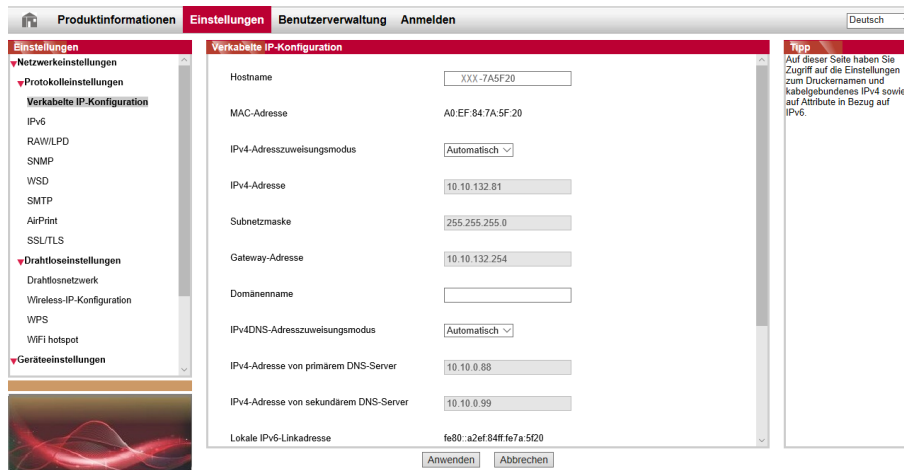 Produktinformationen Einstellungen Benutzerverwaltung Anmelden Deutsch
Einstellungen
Netzwerkeinstellungen
Protokolleinstellungen
Verkabelte IP-Konfiguration
IPv6
RAW/LPD
SNMP
WSD
SMTP
AirPrint
SSL/TLS
Drahtloseinstellungen
Drahtlosnetzwerk
Wireless-IP-Konfiguration
WPS
WiFi hotspot
Geräteeinstellungen
Verkabelte IP-Konfiguration
Hostname XXX-7A5F20
MAC-Adresse A0:EF:84:7A:5F:20
IPv4-Adresszuweisungsmodus Automatisch
IPv4-Adresse 10.10.132.81
Subnetzmaske 255.255.255.0
Gateway-Adresse 10.10.132.254
Domänenname
IPv4DNS-Adresszuweisungsmodus Automatisch
IPv4-Adresse von primärem DNS-Server 10.10.0.88
IPv4-Adresse von sekundärem DNS-Server 10.10.0.99
Lokale IPv6-Linkadresse fe80::a2ef:84ff:fe7a:5f20
Anwenden Abbrechen
Tipp
Auf dieser Seite haben Sie
Zugriff auf die Einstellungen
zum Druckernamen und
kabelgebundenes IPv4 sowie
auf Attribute in Bezug auf
IPv6.